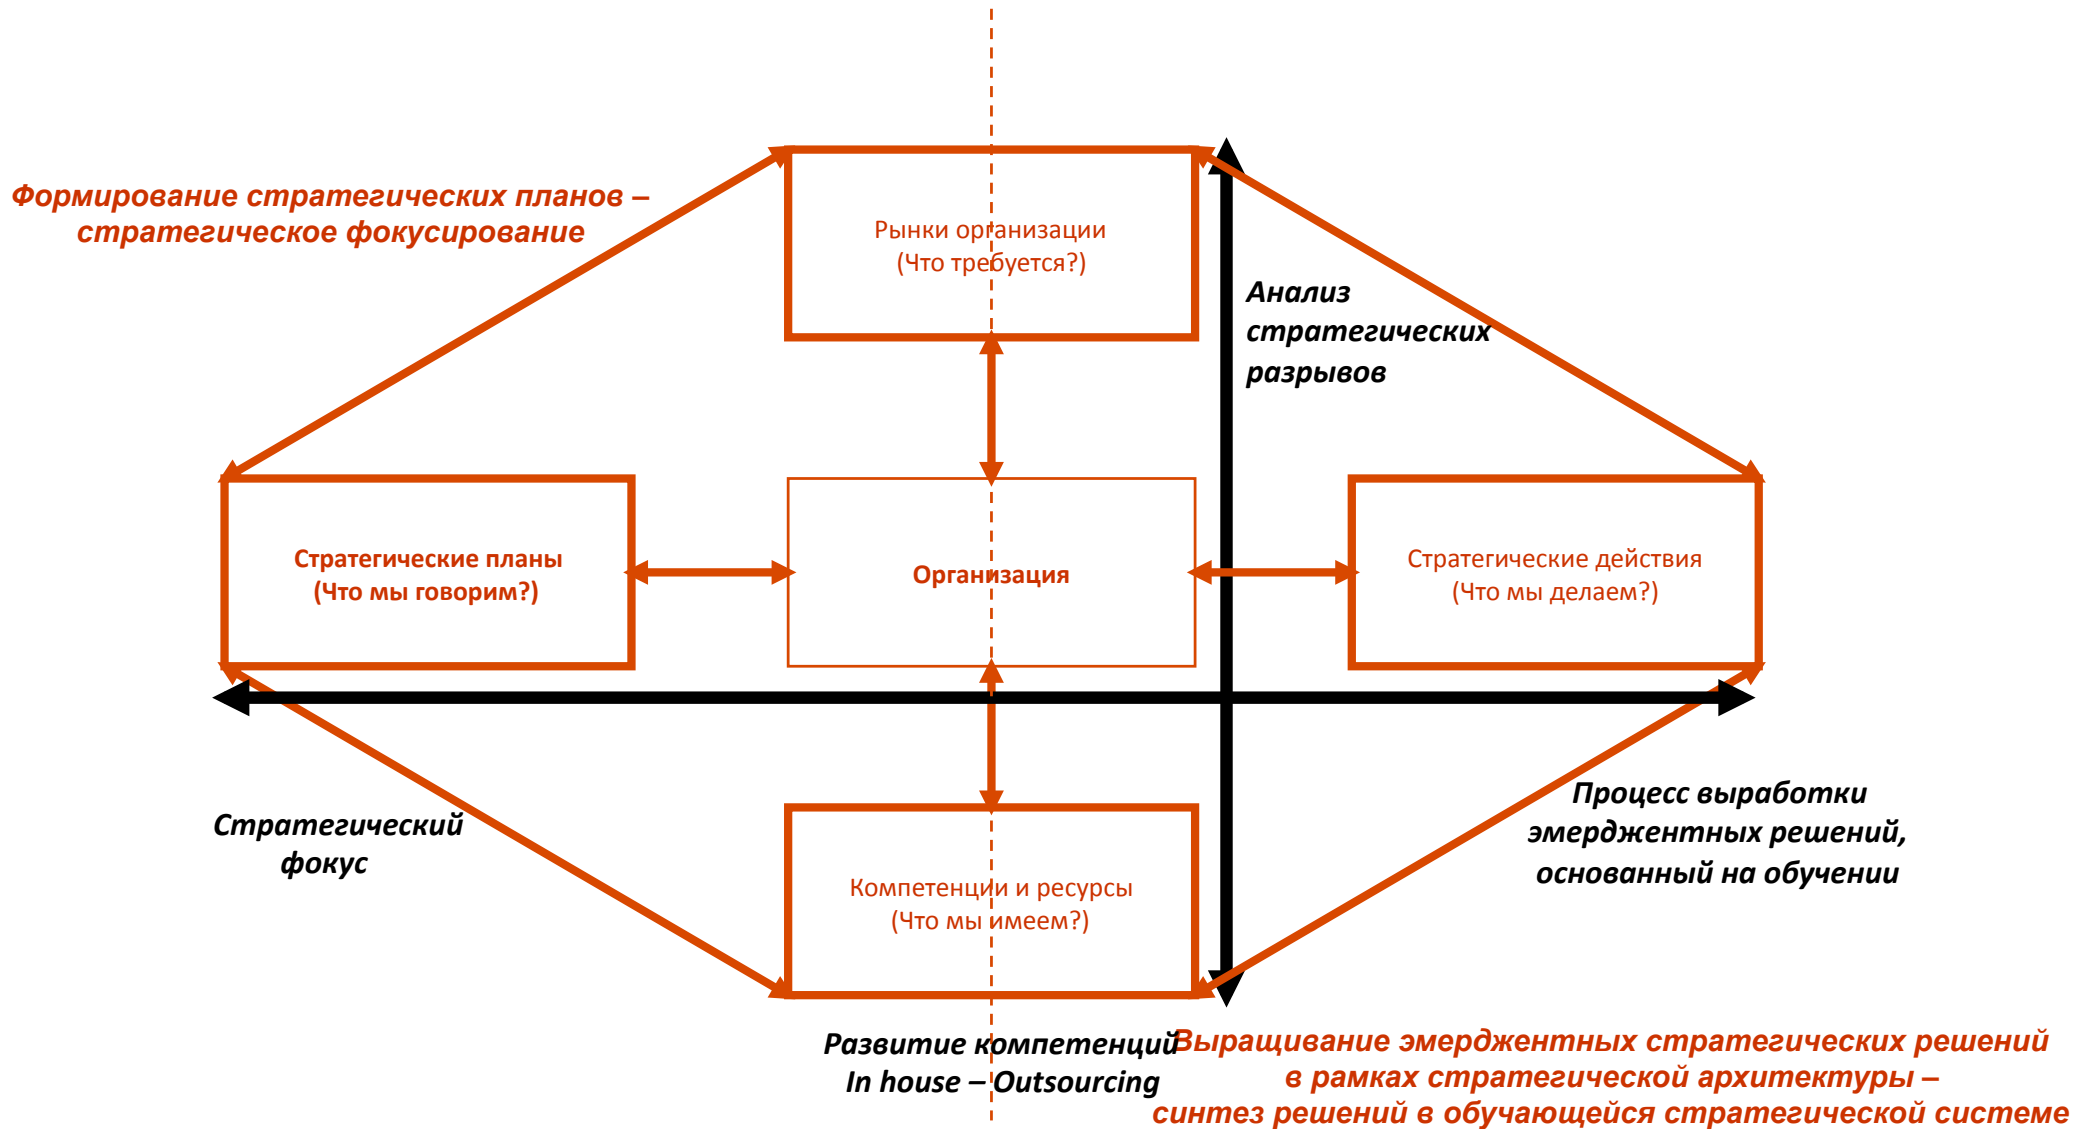 Формирование стратегических планов –
стратегическое фокусирование
Рынки организации
(Что требуется?)
Анализ
стратегических
разрывов
Стратегические планы
(Что мы говорим?)
Организация
Стратегические действия
(Что мы делаем?)
Стратегический
фокус
Процесс выработки
эмерджентных решений,
основанный на обучении
Компетенции и ресурсы
(Что мы имеем?)
Развитие компетенций
In house – Outsourcing
Выращивание эмерджентных стратегических решений
в рамках стратегической архитектуры –
синтез решений в обучающейся стратегической системе